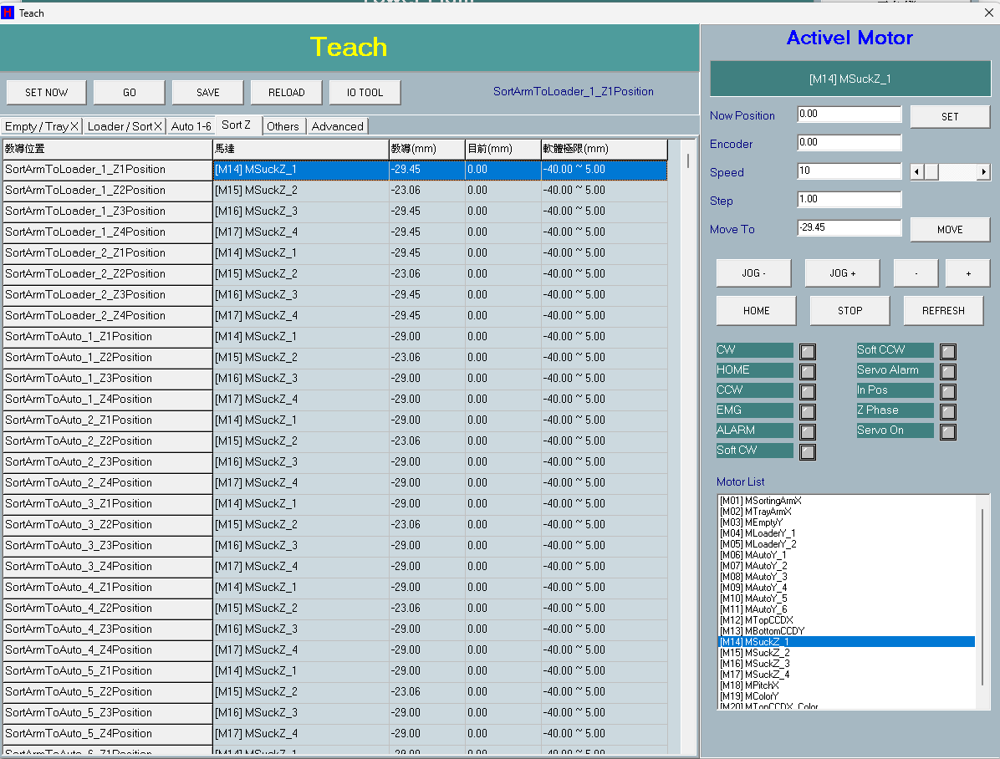 Teach
Teach
SET NOW GO SAVE RELOAD IO TOOL SortArmToLoader_1_Z1Position
Empty / Tray X Loader / Sort X Auto 1-6 Sort Z Others Advanced
教導位置 馬達 教導(mm) 目前(mm) 軟體極限(mm)
SortArmToLoader_1_Z1Position [M14] MSuckZ_1 -29.45 0.00 -40.00 ~ 5.00
SortArmToLoader_1_Z2Position [M15] MSuckZ_2 -23.06 0.00 -40.00 ~ 5.00
SortArmToLoader_1_Z3Position [M16] MSuckZ_3 -29.45 0.00 -40.00 ~ 5.00
SortArmToLoader_1_Z4Position [M17] MSuckZ_4 -29.45 0.00 -40.00 ~ 5.00
SortArmToLoader_2_Z1Position [M14] MSuckZ_1 -29.45 0.00 -40.00 ~ 5.00
SortArmToLoader_2_Z2Position [M15] MSuckZ_2 -23.06 0.00 -40.00 ~ 5.00
SortArmToLoader_2_Z3Position [M16] MSuckZ_3 -29.45 0.00 -40.00 ~ 5.00
SortArmToLoader_2_Z4Position [M17] MSuckZ_4 -29.45 0.00 -40.00 ~ 5.00
SortArmToAuto_1_Z1Position [M14] MSuckZ_1 -29.00 0.00 -40.00 ~ 5.00
SortArmToAuto_1_Z2Position [M15] MSuckZ_2 -23.06 0.00 -40.00 ~ 5.00
SortArmToAuto_1_Z3Position [M16] MSuckZ_3 -29.00 0.00 -40.00 ~ 5.00
SortArmToAuto_1_Z4Position [M17] MSuckZ_4 -29.00 0.00 -40.00 ~ 5.00
SortArmToAuto_2_Z1Position [M14] MSuckZ_1 -29.00 0.00 -40.00 ~ 5.00
SortArmToAuto_2_Z2Position [M15] MSuckZ_2 -23.06 0.00 -40.00 ~ 5.00
SortArmToAuto_2_Z3Position [M16] MSuckZ_3 -29.00 0.00 -40.00 ~ 5.00
SortArmToAuto_2_Z4Position [M17] MSuckZ_4 -29.00 0.00 -40.00 ~ 5.00
SortArmToAuto_3_Z1Position [M14] MSuckZ_1 -29.00 0.00 -40.00 ~ 5.00
SortArmToAuto_3_Z2Position [M15] MSuckZ_2 -23.06 0.00 -40.00 ~ 5.00
SortArmToAuto_3_Z3Position [M16] MSuckZ_3 -29.00 0.00 -40.00 ~ 5.00
SortArmToAuto_3_Z4Position [M17] MSuckZ_4 -29.00 0.00 -40.00 ~ 5.00
SortArmToAuto_4_Z1Position [M14] MSuckZ_1 -29.00 0.00 -40.00 ~ 5.00
SortArmToAuto_4_Z2Position [M15] MSuckZ_2 -23.06 0.00 -40.00 ~ 5.00
SortArmToAuto_4_Z3Position [M16] MSuckZ_3 -29.00 0.00 -40.00 ~ 5.00
SortArmToAuto_4_Z4Position [M17] MSuckZ_4 -29.00 0.00 -40.00 ~ 5.00
SortArmToAuto_5_Z1Position [M14] MSuckZ_1 -29.00 0.00 -40.00 ~ 5.00
SortArmToAuto_5_Z2Position [M15] MSuckZ_2 -23.06 0.00 -40.00 ~ 5.00
SortArmToAuto_5_Z3Position [M16] MSuckZ_3 -29.00 0.00 -40.00 ~ 5.00
SortArmToAuto_5_Z4Position [M17] MSuckZ_4 -29.00 0.00 -40.00 ~ 5.00
SortArmToAuto_6_Z1Position [M14] MSuckZ_1 -29.00 0.00 -40.00 ~ 5.00
Activel Motor
[M14] MSuckZ_1
Now Position 0.00 SET
Encoder 0.00
Speed 10
Step 1.00
Move To -29.45 MOVE
JOG - JOG + - +
HOME STOP REFRESH
CW Soft CCW
HOME Servo Alarm
CCW In Pos
EMG Z Phase
ALARM Servo On
Soft CW
Motor List
[M01] MSortingArmX
[M02] MTrayArmX
[M03] MEmptyY
[M04] MLoaderY_1
[M05] MLoaderY_2
[M06] MAutoY_1
[M07] MAutoY_2
[M08] MAutoY_3
[M09] MAutoY_4
[M10] MAutoY_5
[M11] MAutoY_6
[M12] MTopCCDX
[M13] MBottomCCDY
[M14] MSuckZ_1
[M15] MSuckZ_2
[M16] MSuckZ_3
[M17] MSuckZ_4
[M18] MPitchX
[M19] MColorY
[M20] MTopCCDX_Color